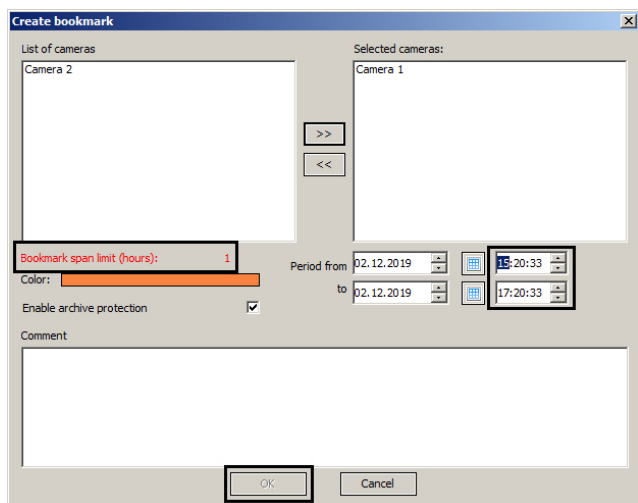 Create bookmark
List of cameras
Selected cameras:
Camera 2
Camera 1
>>
<<
Bookmark span limit (hours): 1
Period from 02.12.2019 15:20:33
Color:
to 02.12.2019 17:20:33
Enable archive protection
Comment
OK
Cancel